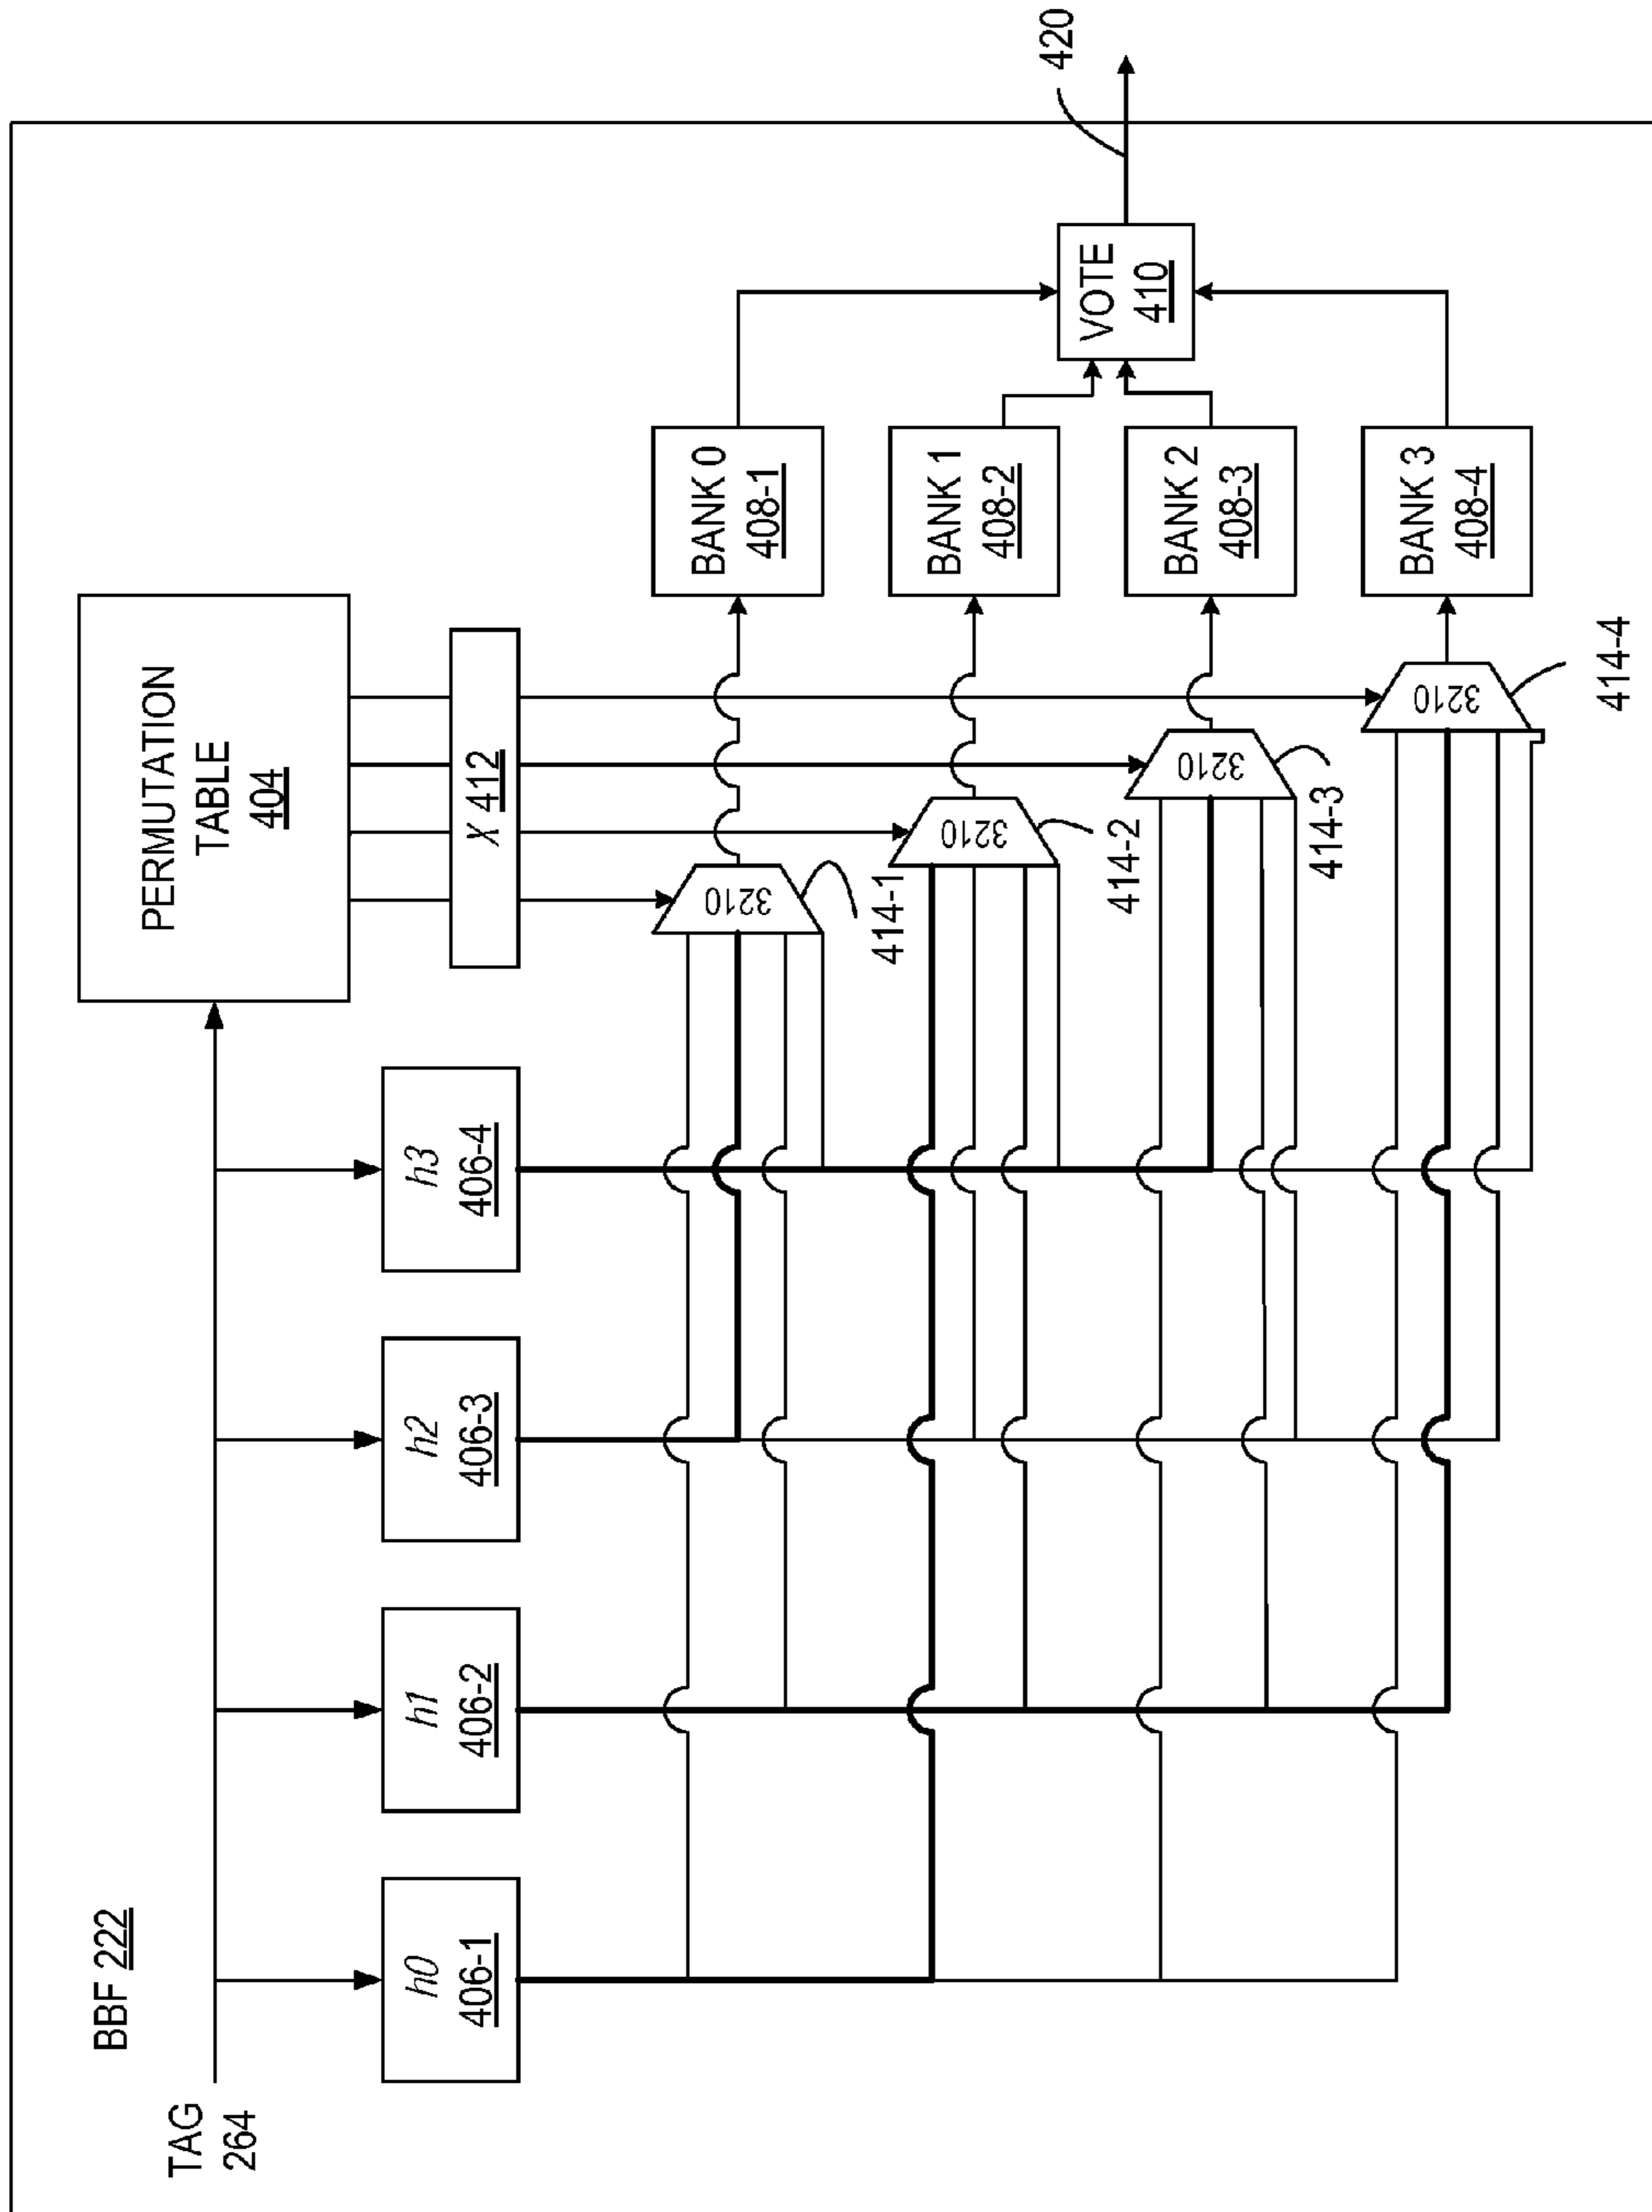 BBF 222
TAG
264
PERMUTATION
TABLE
404
h0
406-1
h1
406-2
h2
406-3
h3
406-4
X 412
3210
414-1
3210
414-2
3210
414-3
3210
414-4
BANK 0
408-1
BANK 1
408-2
BANK 2
408-3
BANK 3
408-4
VOTE
410
420